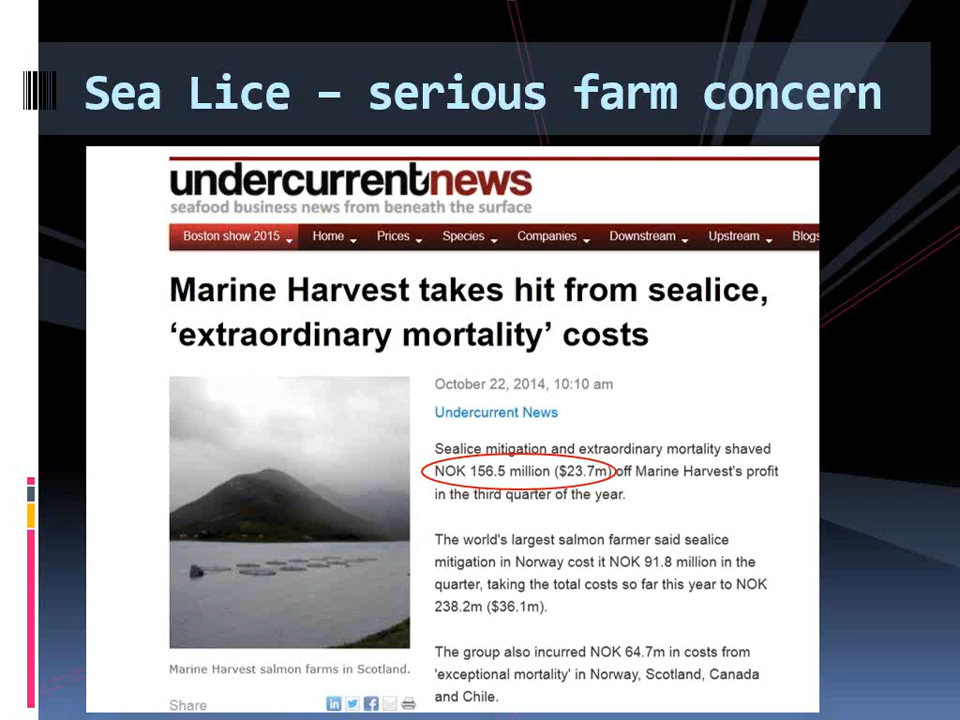 Sea Lice – serious farm concern
undercurrentnews
seafood business news from beneath the surface
Boston show 2015 Home Prices Species Companies Downstream Upstream Blogs
Marine Harvest takes hit from sealice,
‘extraordinary mortality’ costs
October 22, 2014, 10:10 am
Undercurrent News
Sealice mitigation and extraordinary mortality shaved
NOK 156.5 million ($23.7m) off Marine Harvest's profit
in the third quarter of the year.
The world's largest salmon farmer said sealice
mitigation in Norway cost it NOK 91.8 million in the
quarter, taking the total costs so far this year to NOK
238.2m ($36.1m).
The group also incurred NOK 64.7m in costs from
'exceptional mortality' in Norway, Scotland, Canada
and Chile.
Marine Harvest salmon farms in Scotland.
Share